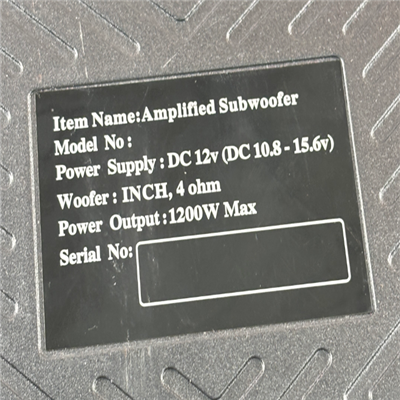 Item Name:Amplified Subwoofer
Model No :
Power Supply : DC 12v (DC 10.8 - 15.6v)
Woofer : INCH, 4 ohm
Power Output : 1200W Max
Serial No: